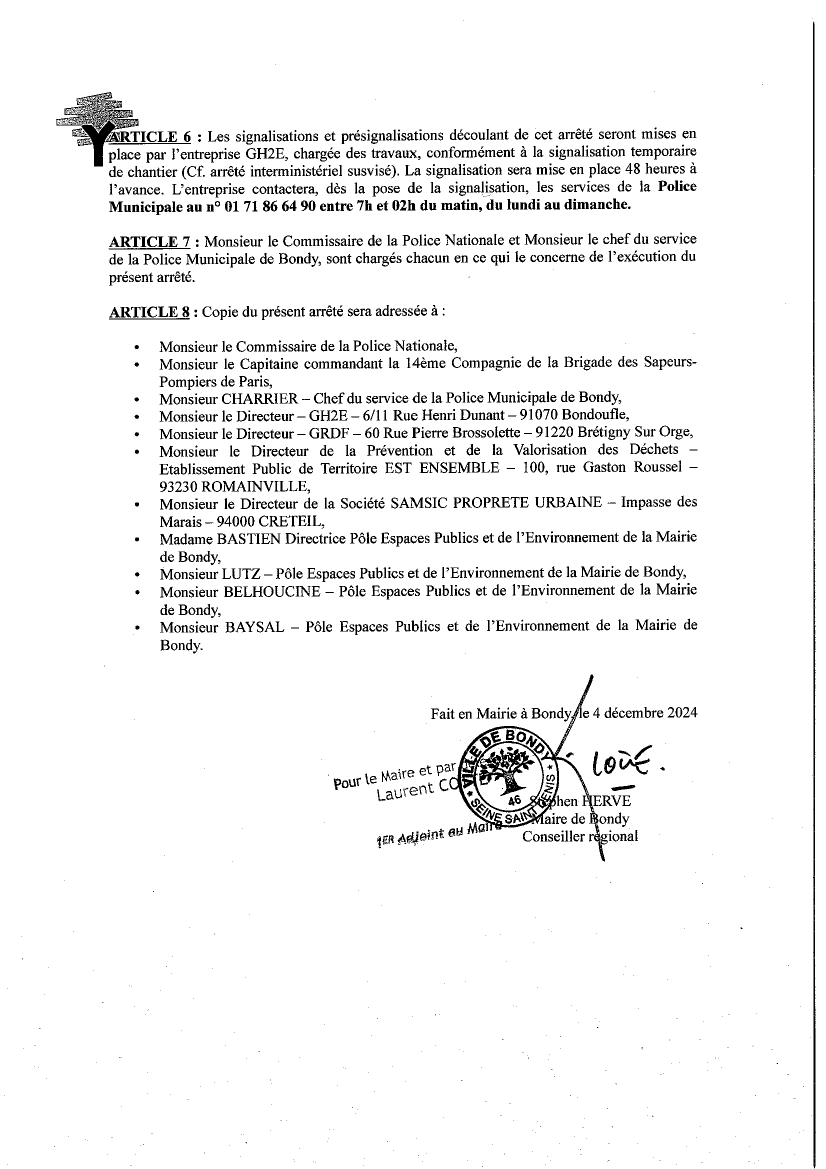 ARTICLE 6 : Les signalisations et présignalisations découlant de cet arrêté seront mises en
place par l'entreprise GH2E, chargée des travaux, conformément à la signalisation temporaire
de chantier (Cf. arrêté interministériel susvisé). La signalisation sera mise en place 48 heures à
l'avance. L'entreprise contactera, dès la pose de la signalisation, les services de la Police
Municipale au n° 01 71 86 64 90 entre 7h et 02h du matin, du lundi au dimanche.
ARTICLE 7 : Monsieur le Commissaire de la Police Nationale et Monsieur le chef du service
de la Police Municipale de Bondy, sont chargés chacun en ce qui le concerne de l'exécution du
présent arrêté.
ARTICLE 8 : Copie du présent arrêté sera adressée à :
• Monsieur le Commissaire de la Police Nationale,
• Monsieur le Capitaine commandant la 14ème Compagnie de la Brigade des Sapeurs-
Pompiers de Paris,
• Monsieur CHARRIER – Chef du service de la Police Municipale de Bondy,
• Monsieur le Directeur – GH2E – 6/11 Rue Henri Dunant – 91070 Bondoufle,
• Monsieur le Directeur – GRDF – 60 Rue Pierre Brossolette – 91220 Brétigny Sur Orge,
• Monsieur le Directeur de la Prévention et de la Valorisation des Déchets –
Etablissement Public de Territoire EST ENSEMBLE – 100, rue Gaston Roussel –
93230 ROMAINVILLE,
• Monsieur le Directeur de la Société SAMSIC PROPRETE URBAINE – Impasse des
Marais – 94000 CRETEIL,
• Madame BASTIEN Directrice Pôle Espaces Publics et de l'Environnement de la Mairie
de Bondy,
• Monsieur LUTZ – Pôle Espaces Publics et de l'Environnement de la Mairie de Bondy,
• Monsieur BELHOUCINE – Pôle Espaces Publics et de l'Environnement de la Mairie
de Bondy,
• Monsieur BAYSAL – Pôle Espaces Publics et de l'Environnement de la Mairie de
Bondy.
Fait en Mairie à Bondy, le 4 décembre 2024
VILLE DE BONDY
46
SEINE SAINT DENIS
Pour le Maire et par
Laurent
1ER Adjoint au Maire
Stephen HERVE
Maire de Bondy
Conseiller régional